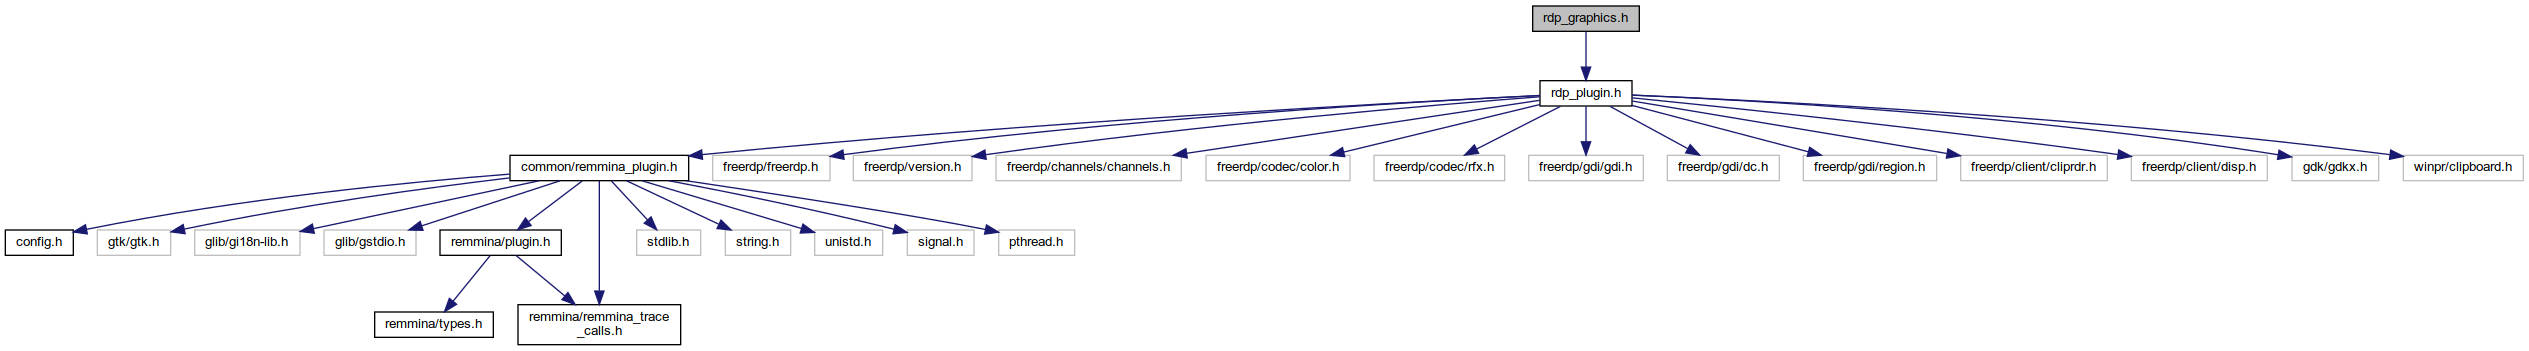 rdp_graphics.h
rdp_plugin.h
common/remmina_plugin.h
freerdp/freerdp.h
freerdp/version.h
freerdp/channels/channels.h
freerdp/codec/color.h
freerdp/codec/rfx.h
freerdp/gdi/gdi.h
freerdp/gdi/dc.h
freerdp/gdi/region.h
freerdp/client/cliprdr.h
freerdp/client/disp.h
gdk/gdkx.h
winpr/clipboard.h
config.h
gtk/gtk.h
glib/gi18n-lib.h
glib/gstdio.h
remmina/plugin.h
stdlib.h
string.h
unistd.h
signal.h
pthread.h
remmina/types.h
remmina/remmina_trace
_calls.h